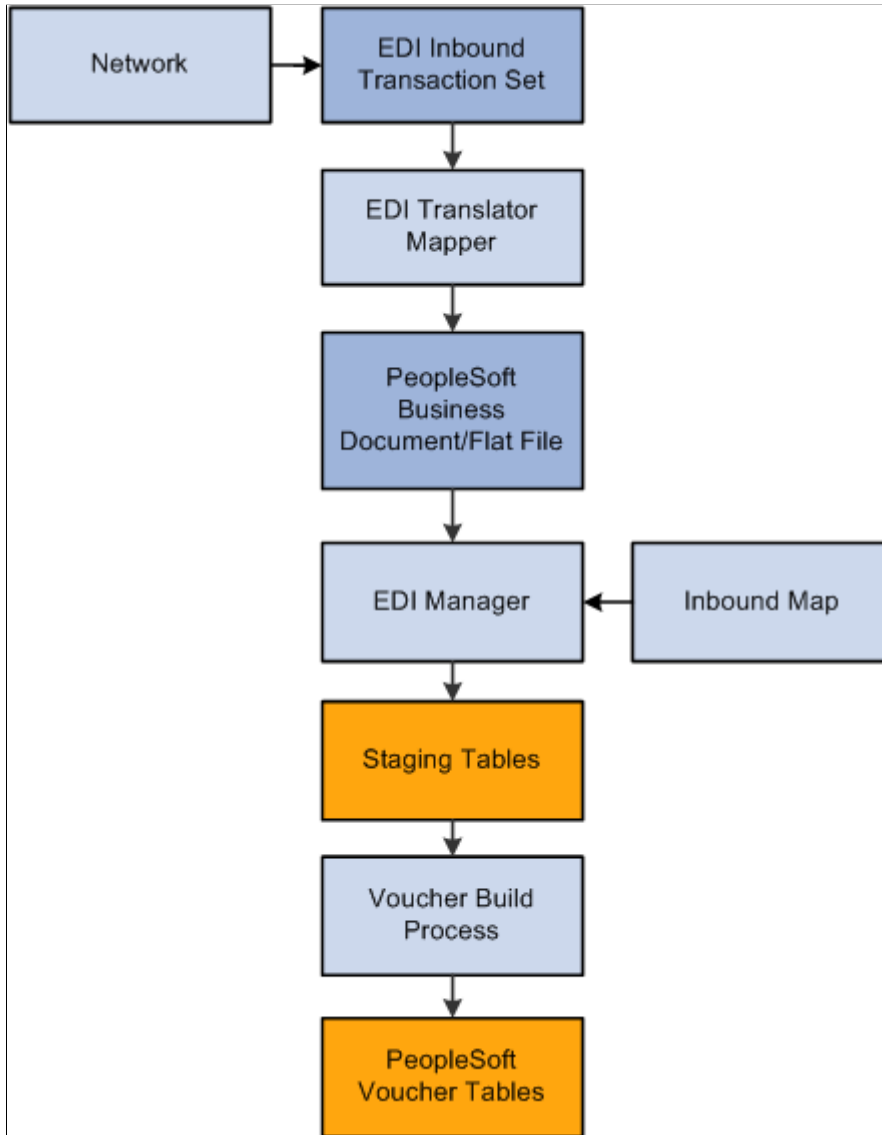 Network
EDI Inbound
Transaction Set
EDI Translator
Mapper
PeopleSoft
Business
Document/Flat File
EDI Manager
Inbound Map
Staging Tables
Voucher Build
Process
PeopleSoft
Voucher Tables